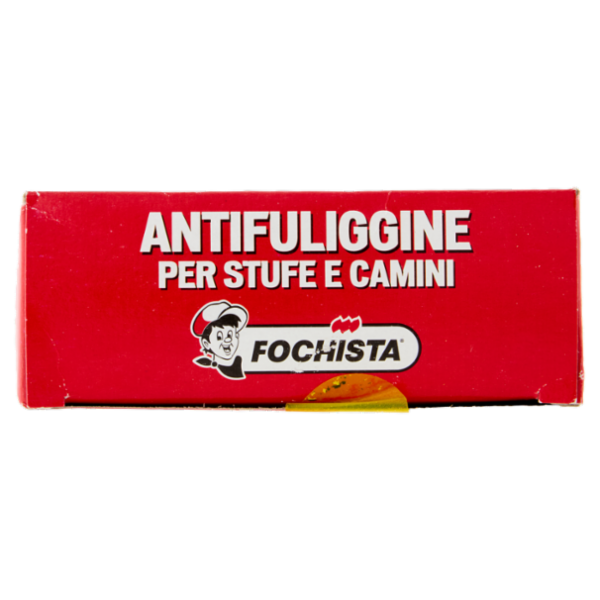 ANTIFULIGGINE
PER STUFE E CAMINI
FOCHISTA®